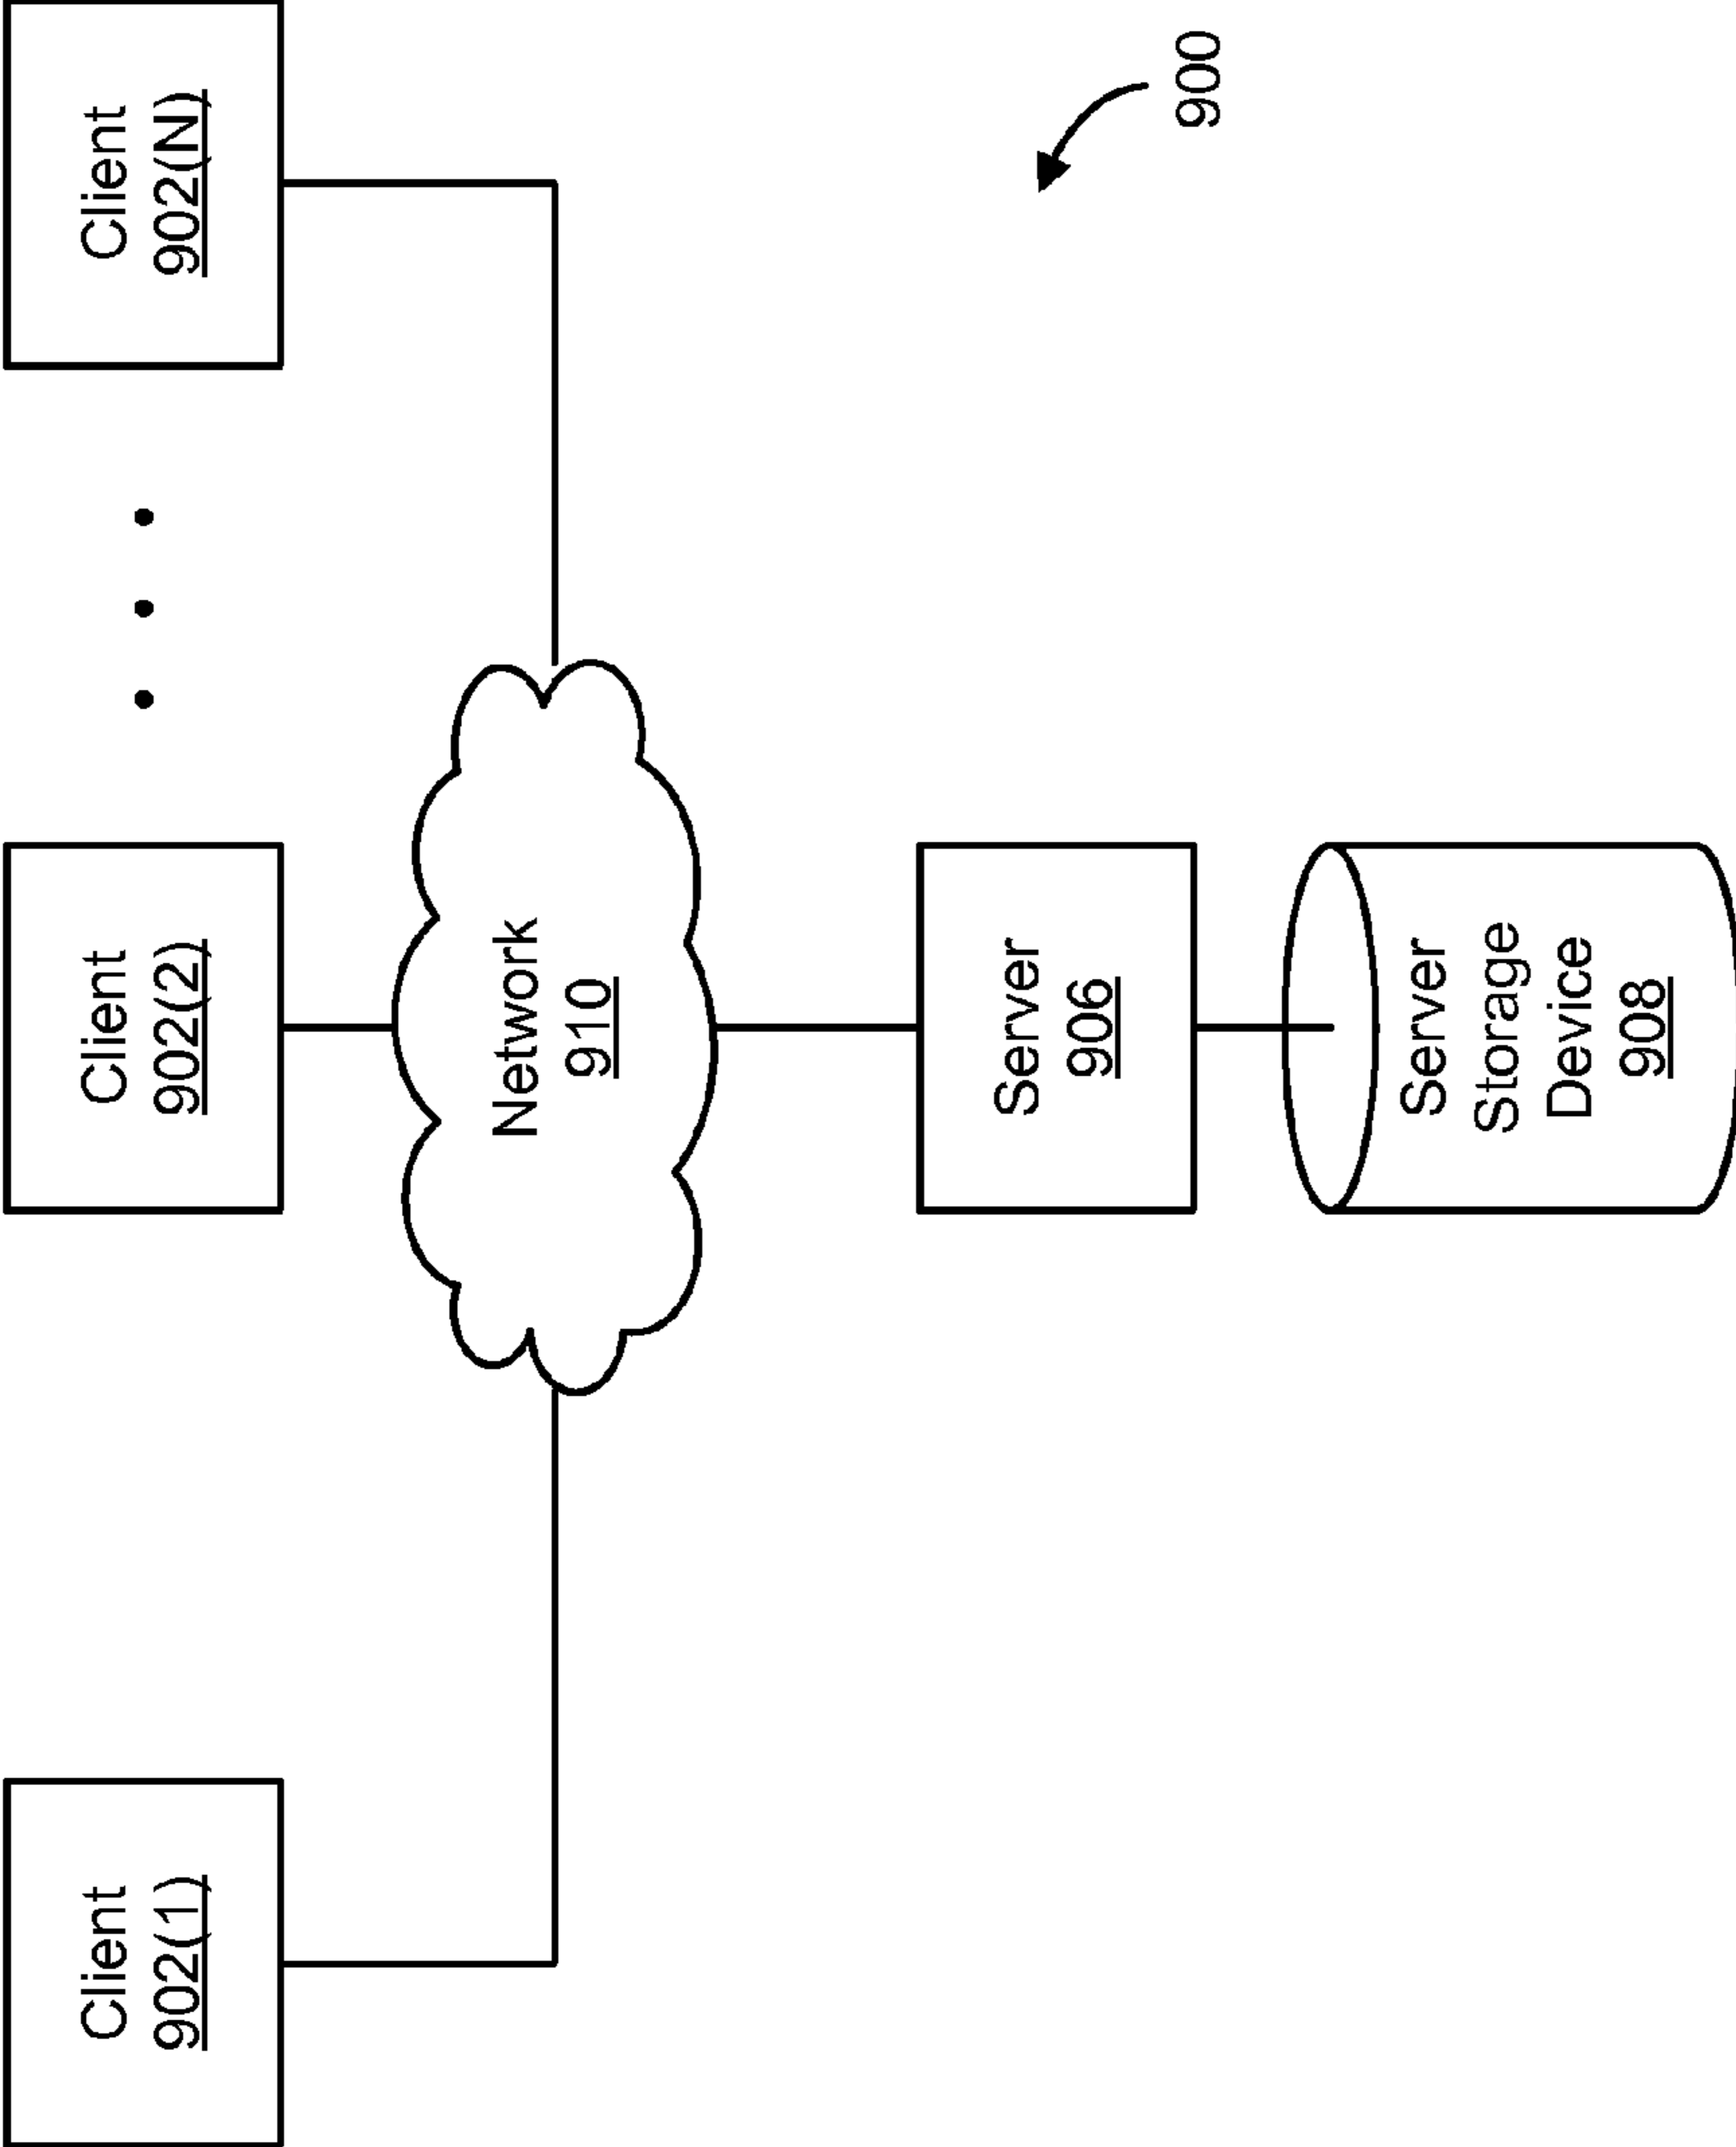 Client
902(1)
Client
902(2)
Client
902(N)
Network
910
Server
906
Server
Storage
Device
908
900